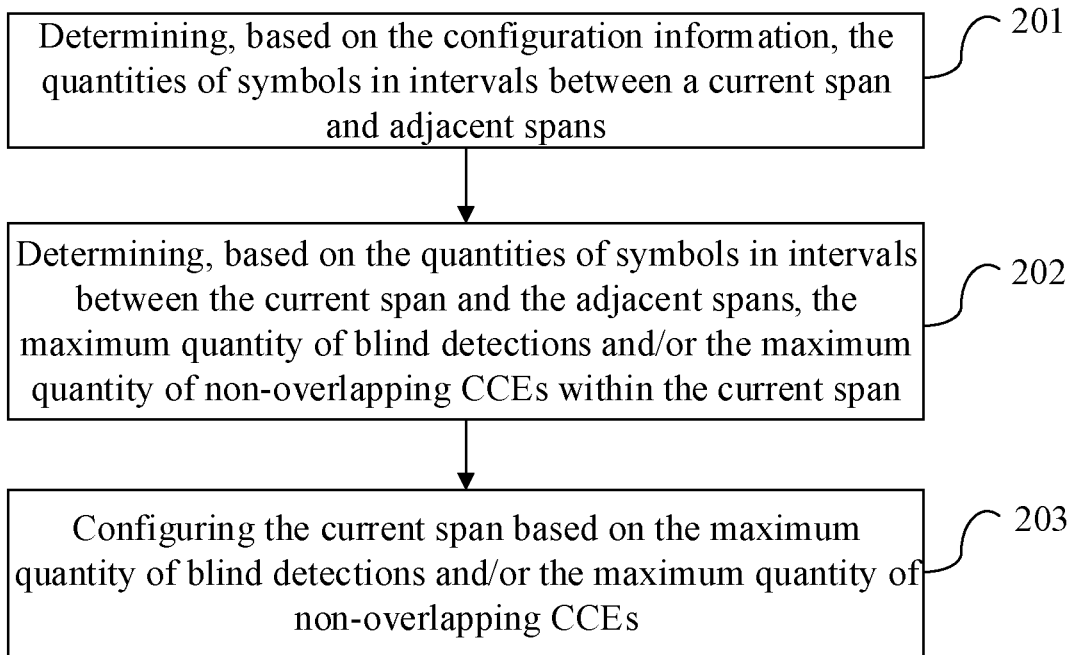 Determining, based on the configuration information, the
quantities of symbols in intervals between a current span
and adjacent spans
201
Determining, based on the quantities of symbols in intervals
between the current span and the adjacent spans, the
maximum quantity of blind detections and/or the maximum
quantity of non-overlapping CCEs within the current span
202
Configuring the current span based on the maximum
quantity of blind detections and/or the maximum quantity of
non-overlapping CCEs
203